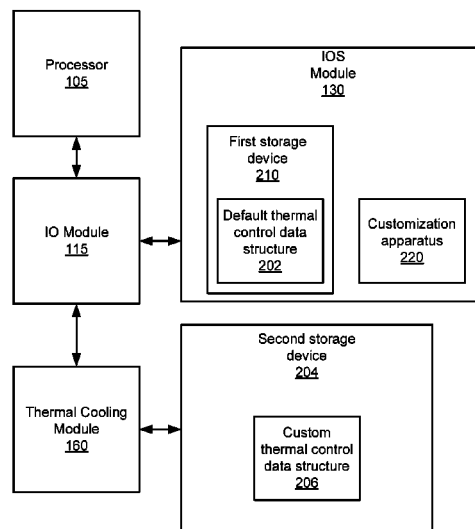 Processor
105
IOS
Module
130
First storage
device
210
Default thermal
control data
structure
202
Customization
apparatus
220
IO Module
115
Second storage
device
204
Thermal Cooling
Module
160
Custom
thermal control
data structure
206